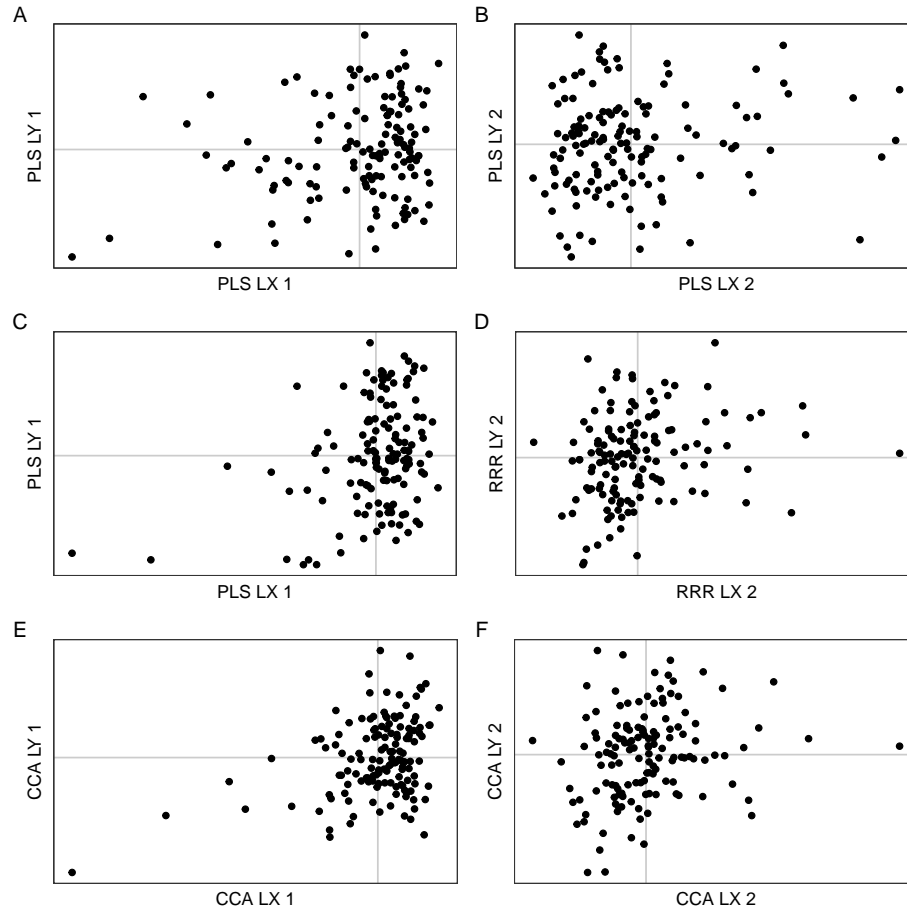 A
PLS LY 1
PLS LX 1
B
PLS LY 2
PLS LX 2
C
PLS LY 1
PLS LX 1
D
RRR LY 2
RRR LX 2
E
CCA LY 1
CCA LX 1
F
CCA LY 2
CCA LX 2